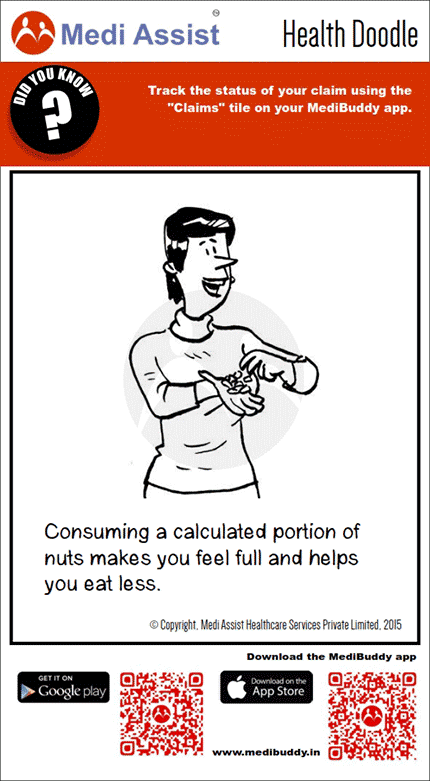 Medi Assist
Health Doodle
DID YOU KNOW
?
Track the status of your claim using the
"Claims" tile on your MediBuddy app.
Consuming a calculated portion of
nuts makes you feel full and helps
you eat less.
© Copyright, Medi Assist Healthcare Services Private Limited, 2015
Download the MediBuddy app
GET IT ON
Google play
Download on the
App Store
www.medibuddy.in